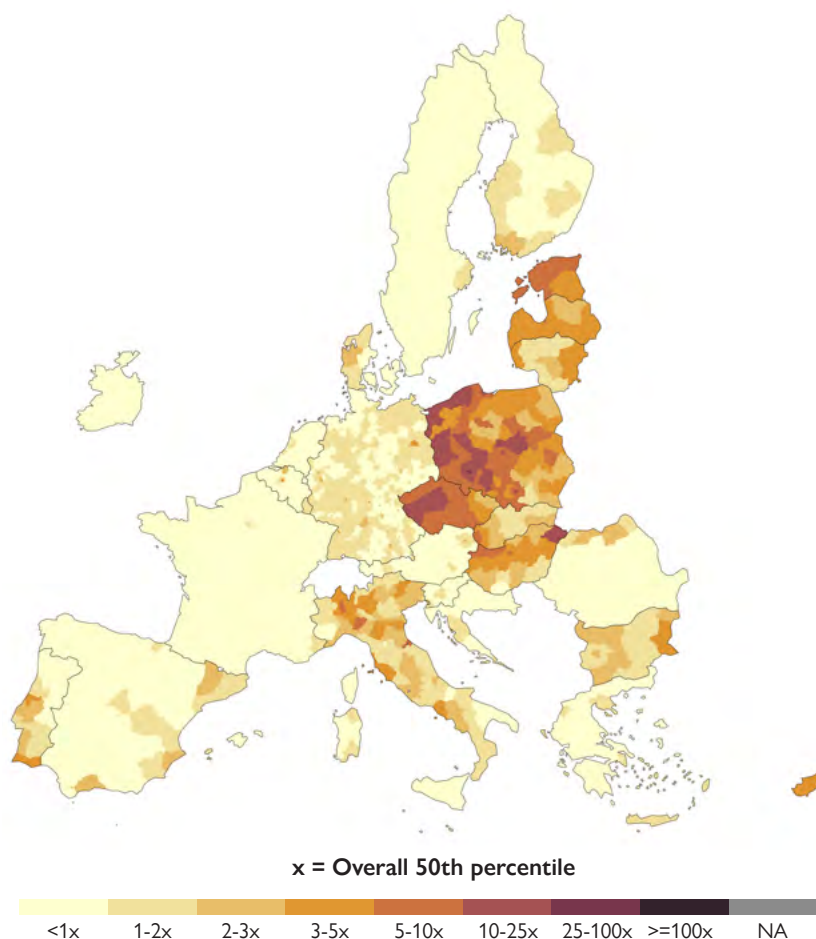 x = Overall 50th percentile
<1x 1-2x 2-3x 3-5x 5-10x 10-25x 25-100x >=100x NA